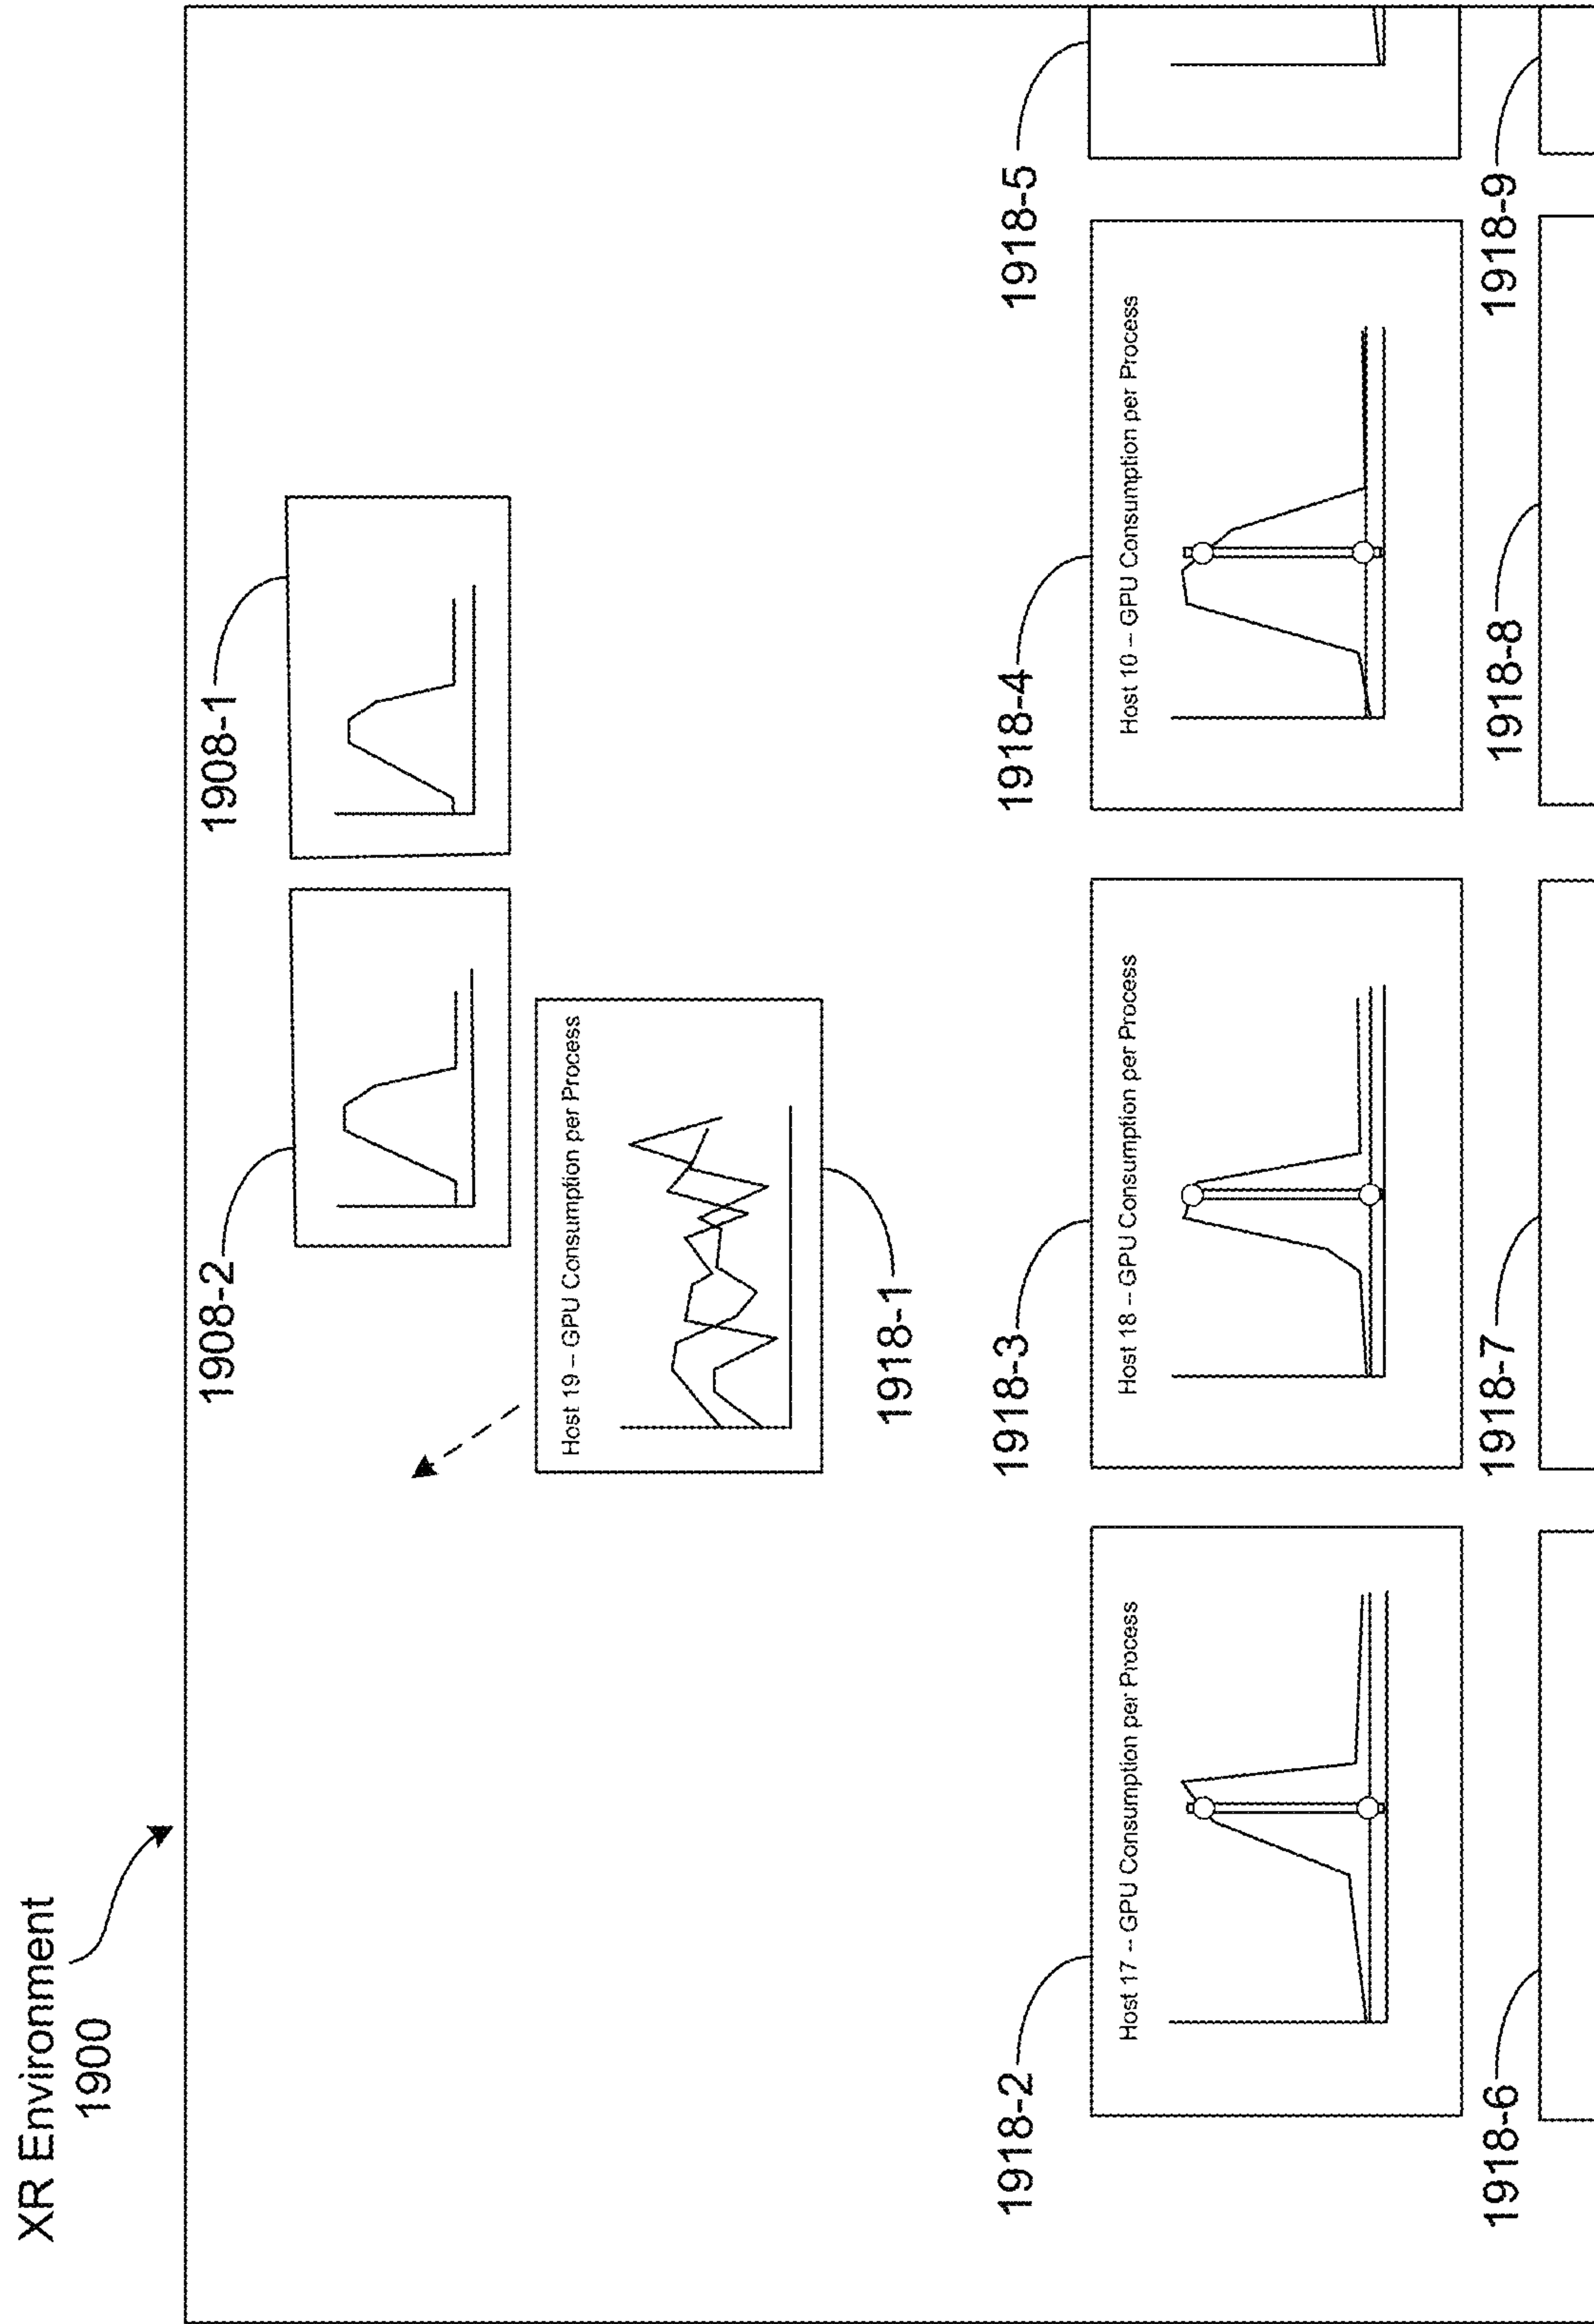 XR Environment
1900
1908-2
1908-1
Host 19 -- GPU Consumption per Process
1918-1
1918-2
1918-3
1918-4
1918-5
Host 17 -- GPU Consumption per Process
Host 18 -- GPU Consumption per Process
Host 10 -- GPU Consumption per Process
1918-6
1918-7
1918-8
1918-9